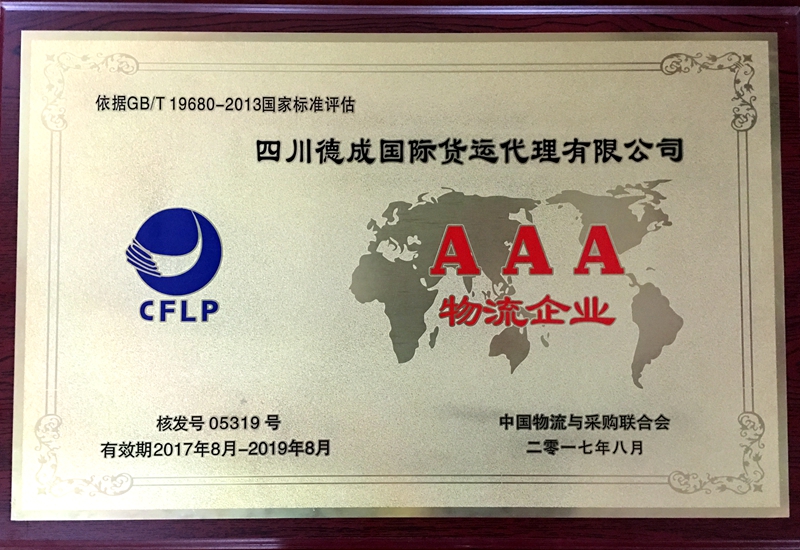 依据GB/T 19680-2013国家标准评估
四川德成国际货运代理有限公司
CFLP
AAA
物流企业
核发号 05319 号
有效期2017年8月-2019年8月
中国物流与采购联合会
二零一七年八月